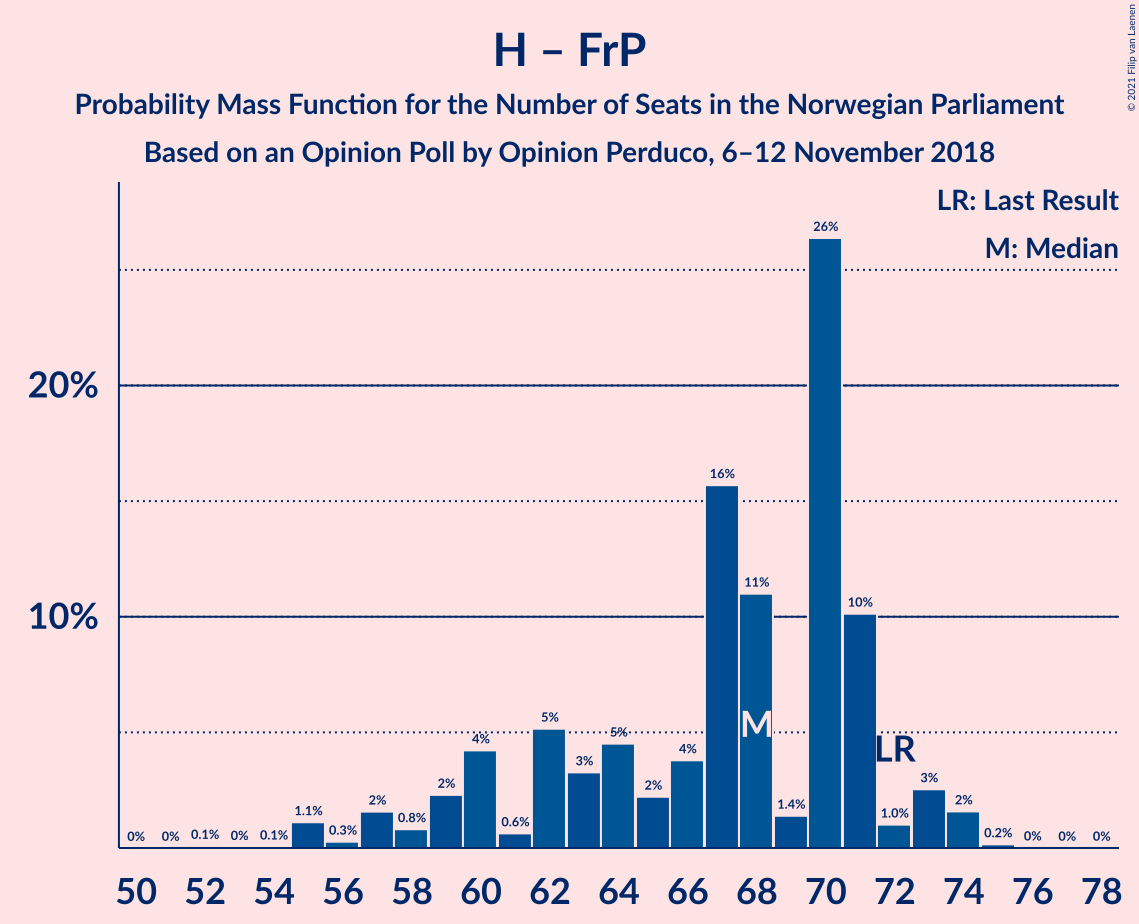 H – FrP
Probability Mass Function for the Number of Seats in the Norwegian Parliament
Based on an Opinion Poll by Opinion Perduco, 6–12 November 2018
© 2021 Filip van Laenen
LR: Last Result
M: Median
20%
10%
0% 0% 0.1% 0% 0.1% 1.1% 0.3% 2% 0.8% 2% 4% 0.6% 5% 3% 5% 2% 4% 16% 11% 1.4% 26% 10% 1.0% 3% 2% 0.2% 0% 0% 0%
M
LR
50 52 54 56 58 60 62 64 66 68 70 72 74 76 78